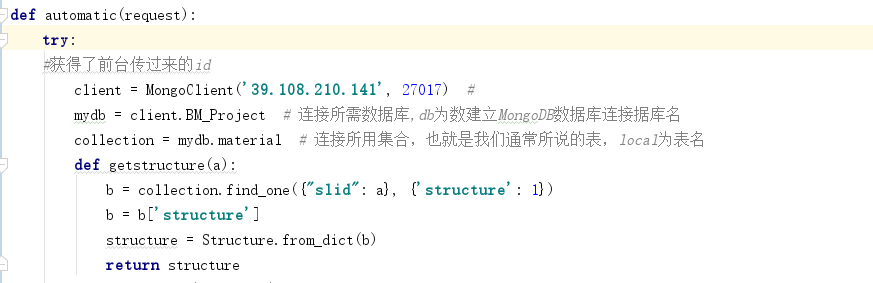 def automatic(request):
try:
#获得了前台传过来的id
client = MongoClient('39.108.210.141', 27017)  #
mydb = client.BM_Project  # 连接所需数据库,db为数建立MongoDB数据库连接据库名
collection = mydb.material  # 连接所用集合，也就是我们通常所说的表，local为表名
def getstructure(a):
b = collection.find_one({"slid": a}, {'structure': 1})
b = b['structure']
structure = Structure.from_dict(b)
return structure